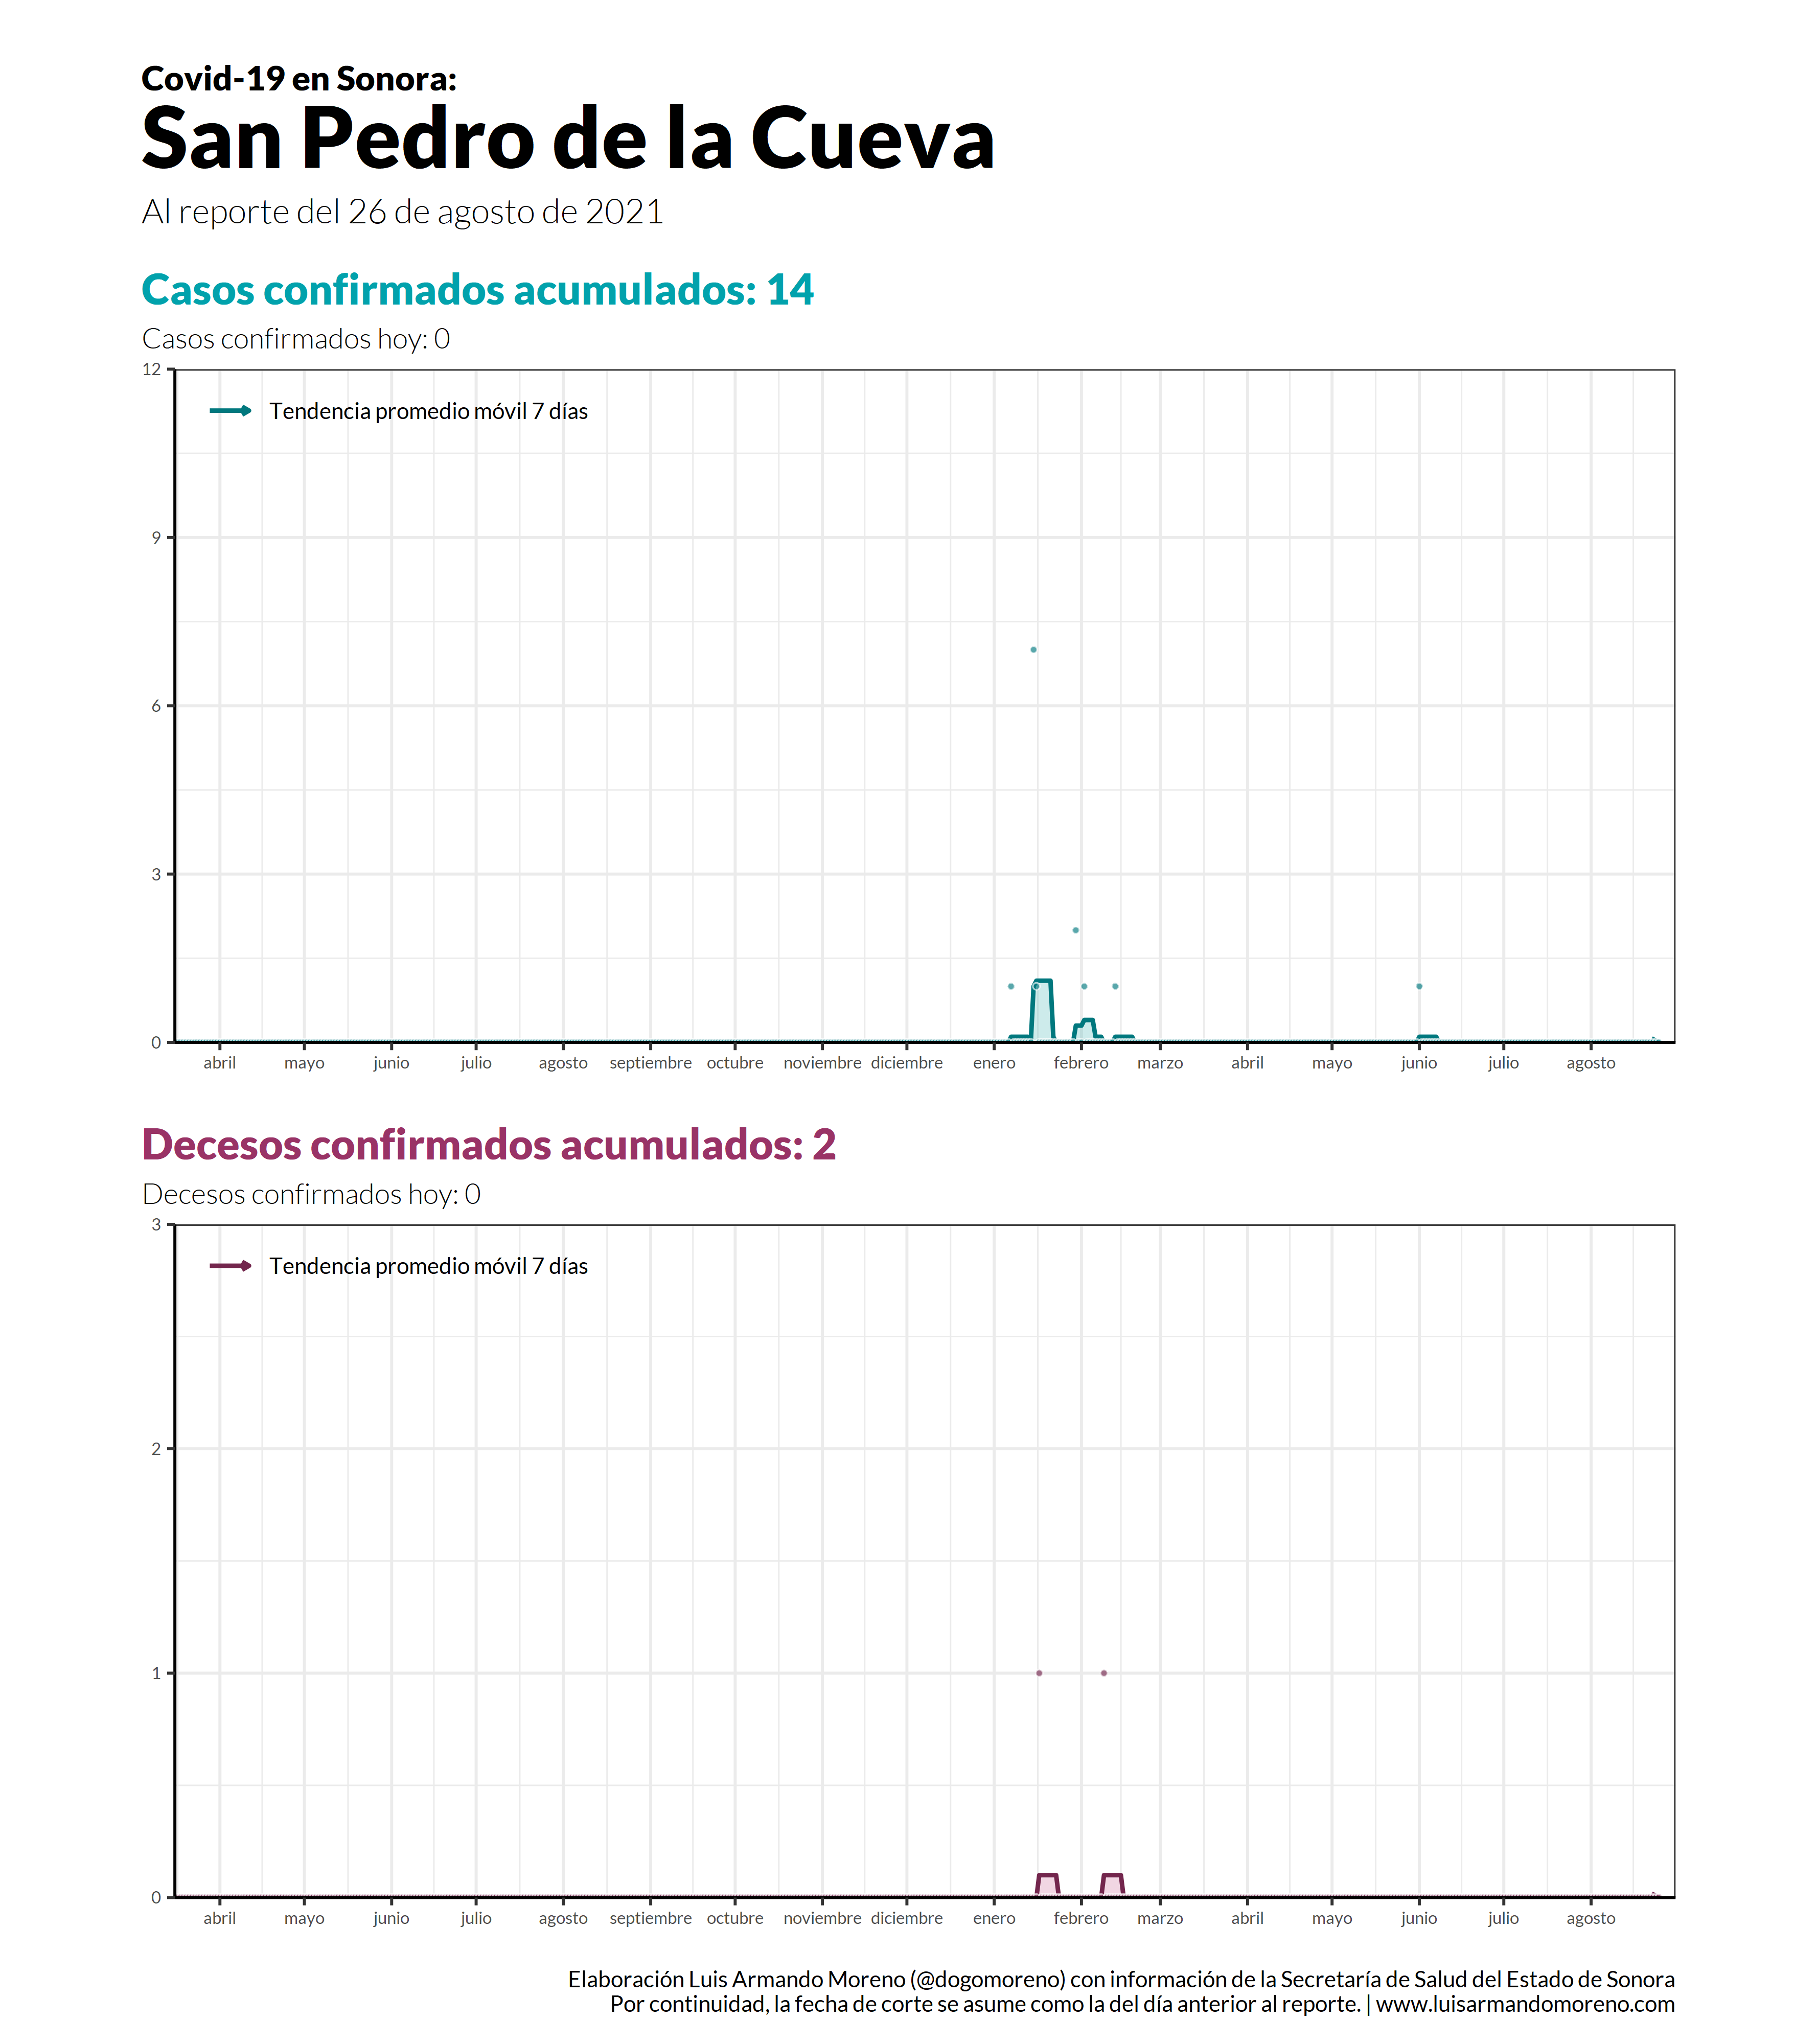 Covid-19 en Sonora:
San Pedro de la Cueva
Al reporte del 26 de agosto de 2021
Casos confirmados acumulados: 14
Casos confirmados hoy: 0
12
Tendencia promedio móvil 7 días
9
6
3
0
abril mayo junio julio agosto septiembre octubre noviembre diciembre enero febrero marzo abril mayo junio julio agosto
Decesos confirmados acumulados: 2
Decesos confirmados hoy: 0
3
Tendencia promedio móvil 7 días
2
1
0
abril mayo junio julio agosto septiembre octubre noviembre diciembre enero febrero marzo abril mayo junio julio agosto
Elaboración Luis Armando Moreno (@dogomoreno) con información de la Secretaría de Salud del Estado de Sonora
Por continuidad, la fecha de corte se asume como la del día anterior al reporte. | www.luisarmandomoreno.com